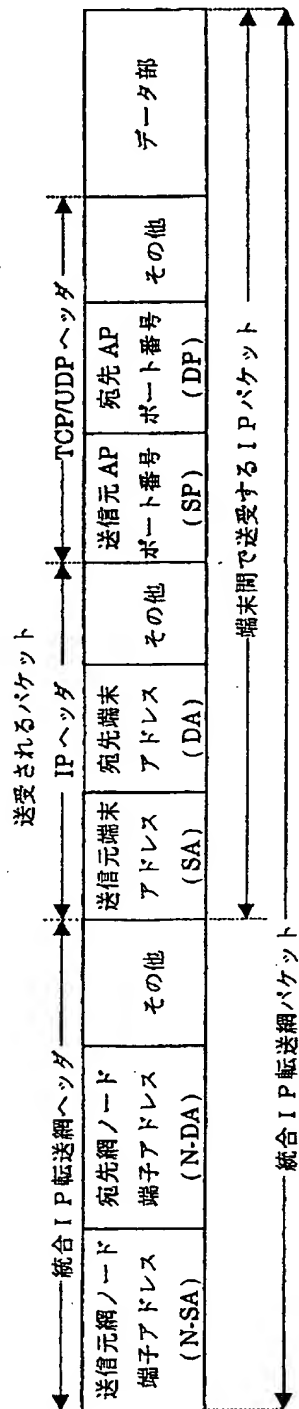 送受されるパケット
統合IP転送網ヘッダ
IPヘッダ
TCP/UDPヘッダ
送信元網ノード
端子アドレス
(N-SA)
宛先網ノード
端子アドレス
(N-DA)
その他
送信元端末
アドレス
(SA)
宛先端末
アドレス
(DA)
その他
送信元AP
ポート番号
(SP)
宛先AP
ポート番号
(DP)
その他
データ部
端末間で送受するIPパケット
統合IP転送網パケット